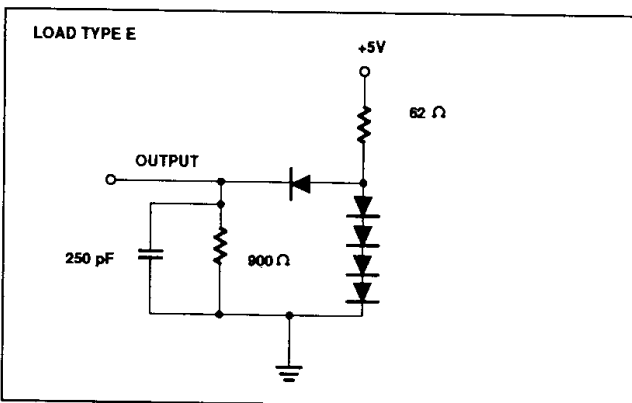 LOAD TYPE E
+5V
62 Ω
OUTPUT
250 pF
900 Ω